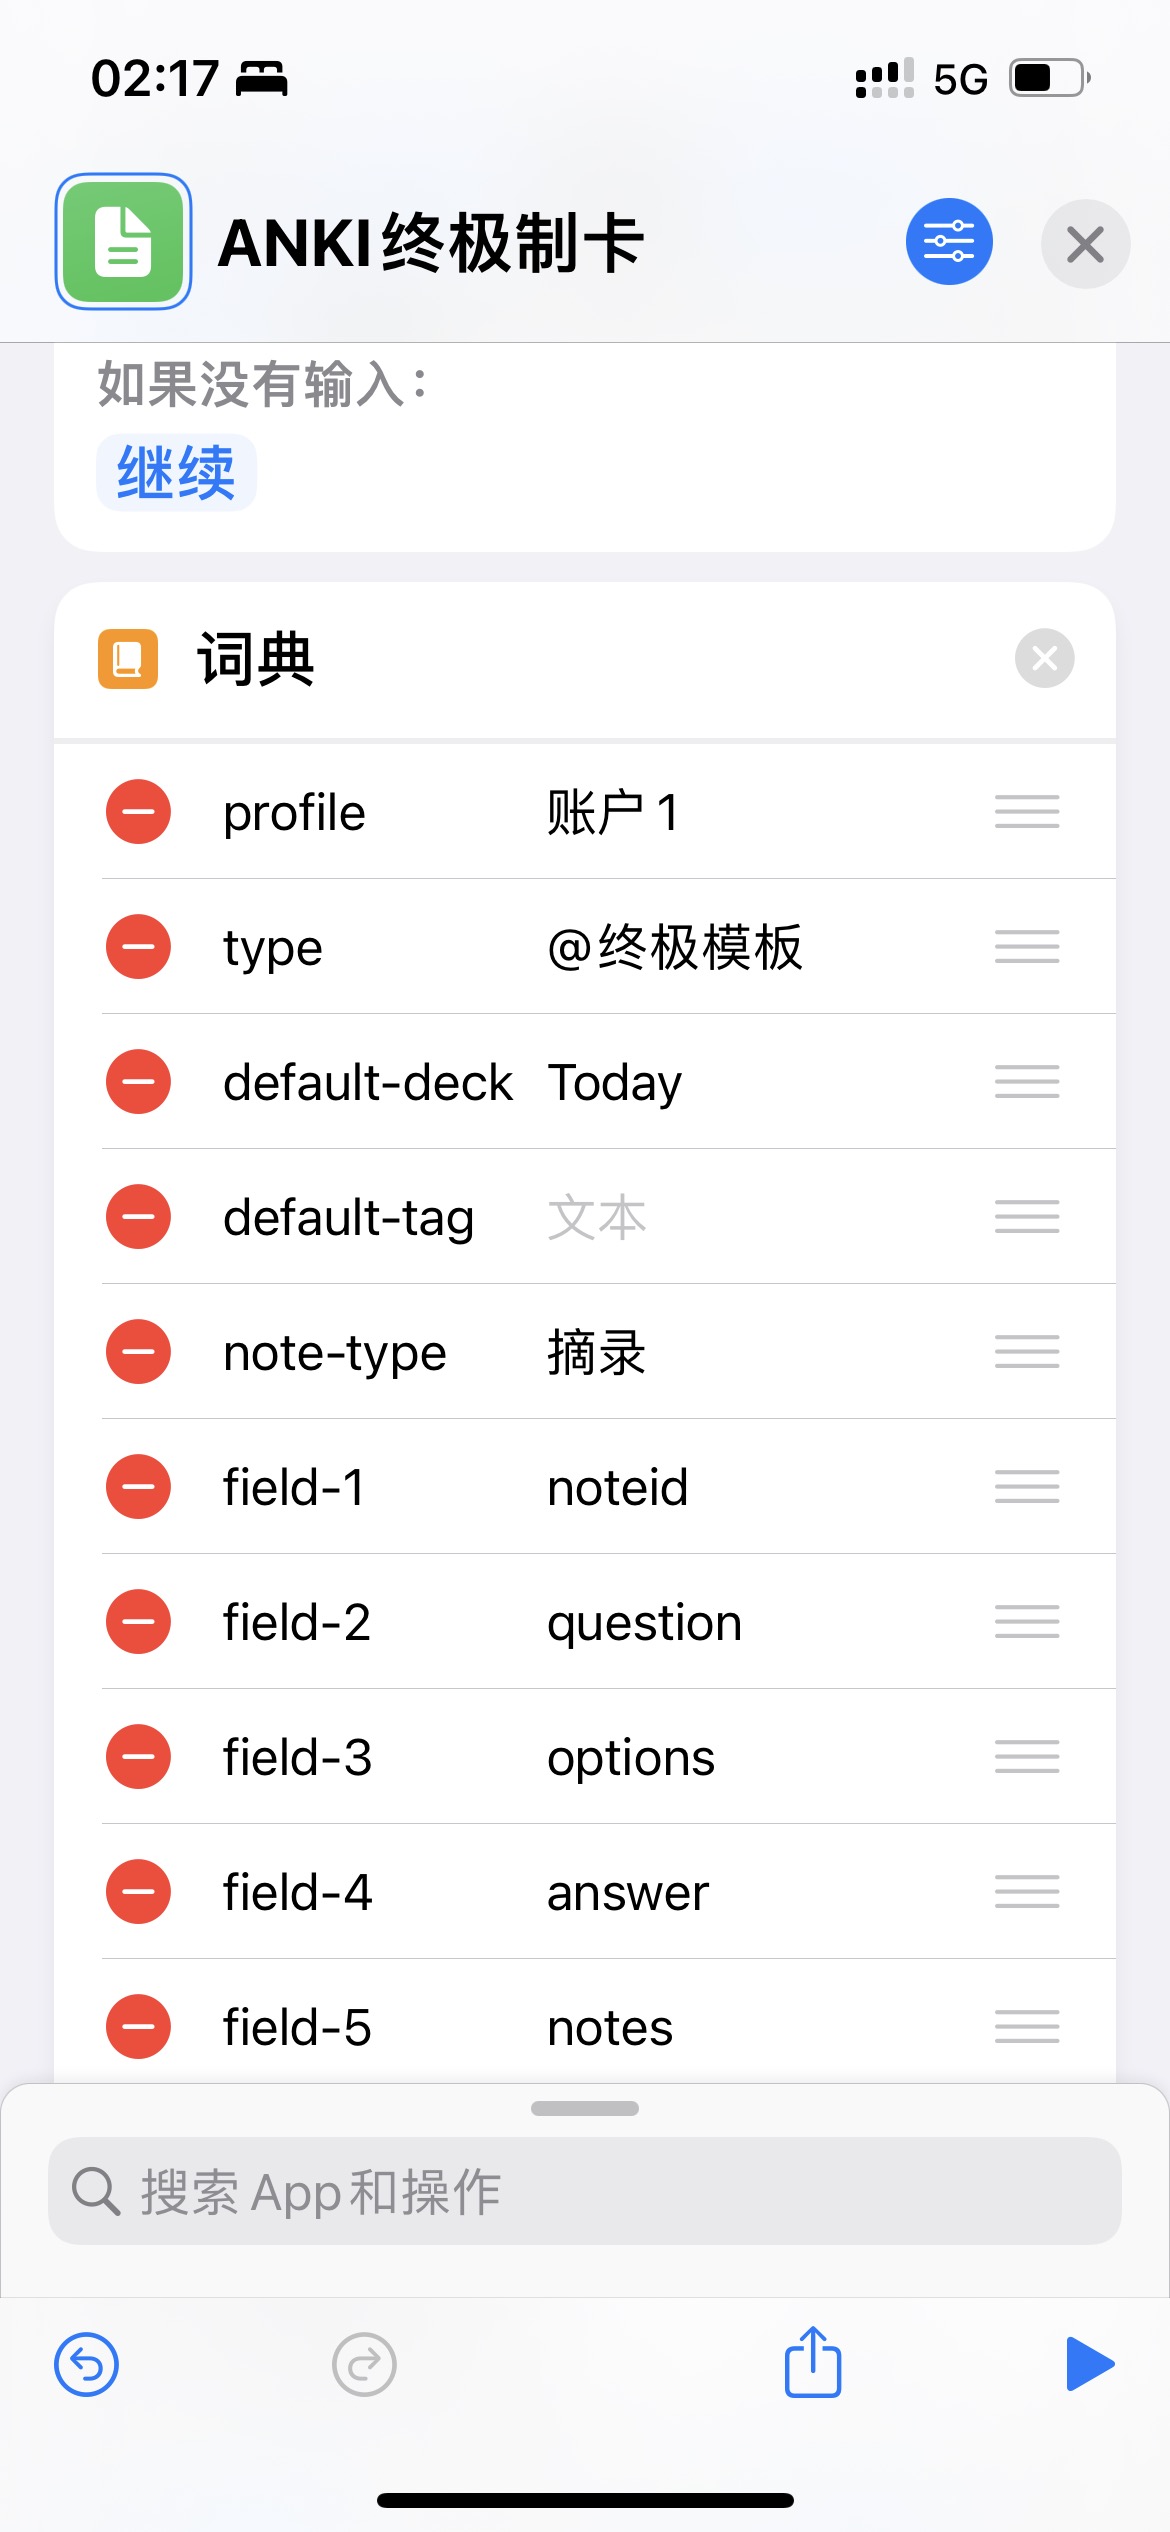 02:17
5G
ANKI终极制卡
如果没有输入：
继续
词典
profile 账户1
type @终极模板
default-deck Today
default-tag 文本
note-type 摘录
field-1 noteid
field-2 question
field-3 options
field-4 answer
field-5 notes
搜索 App 和操作